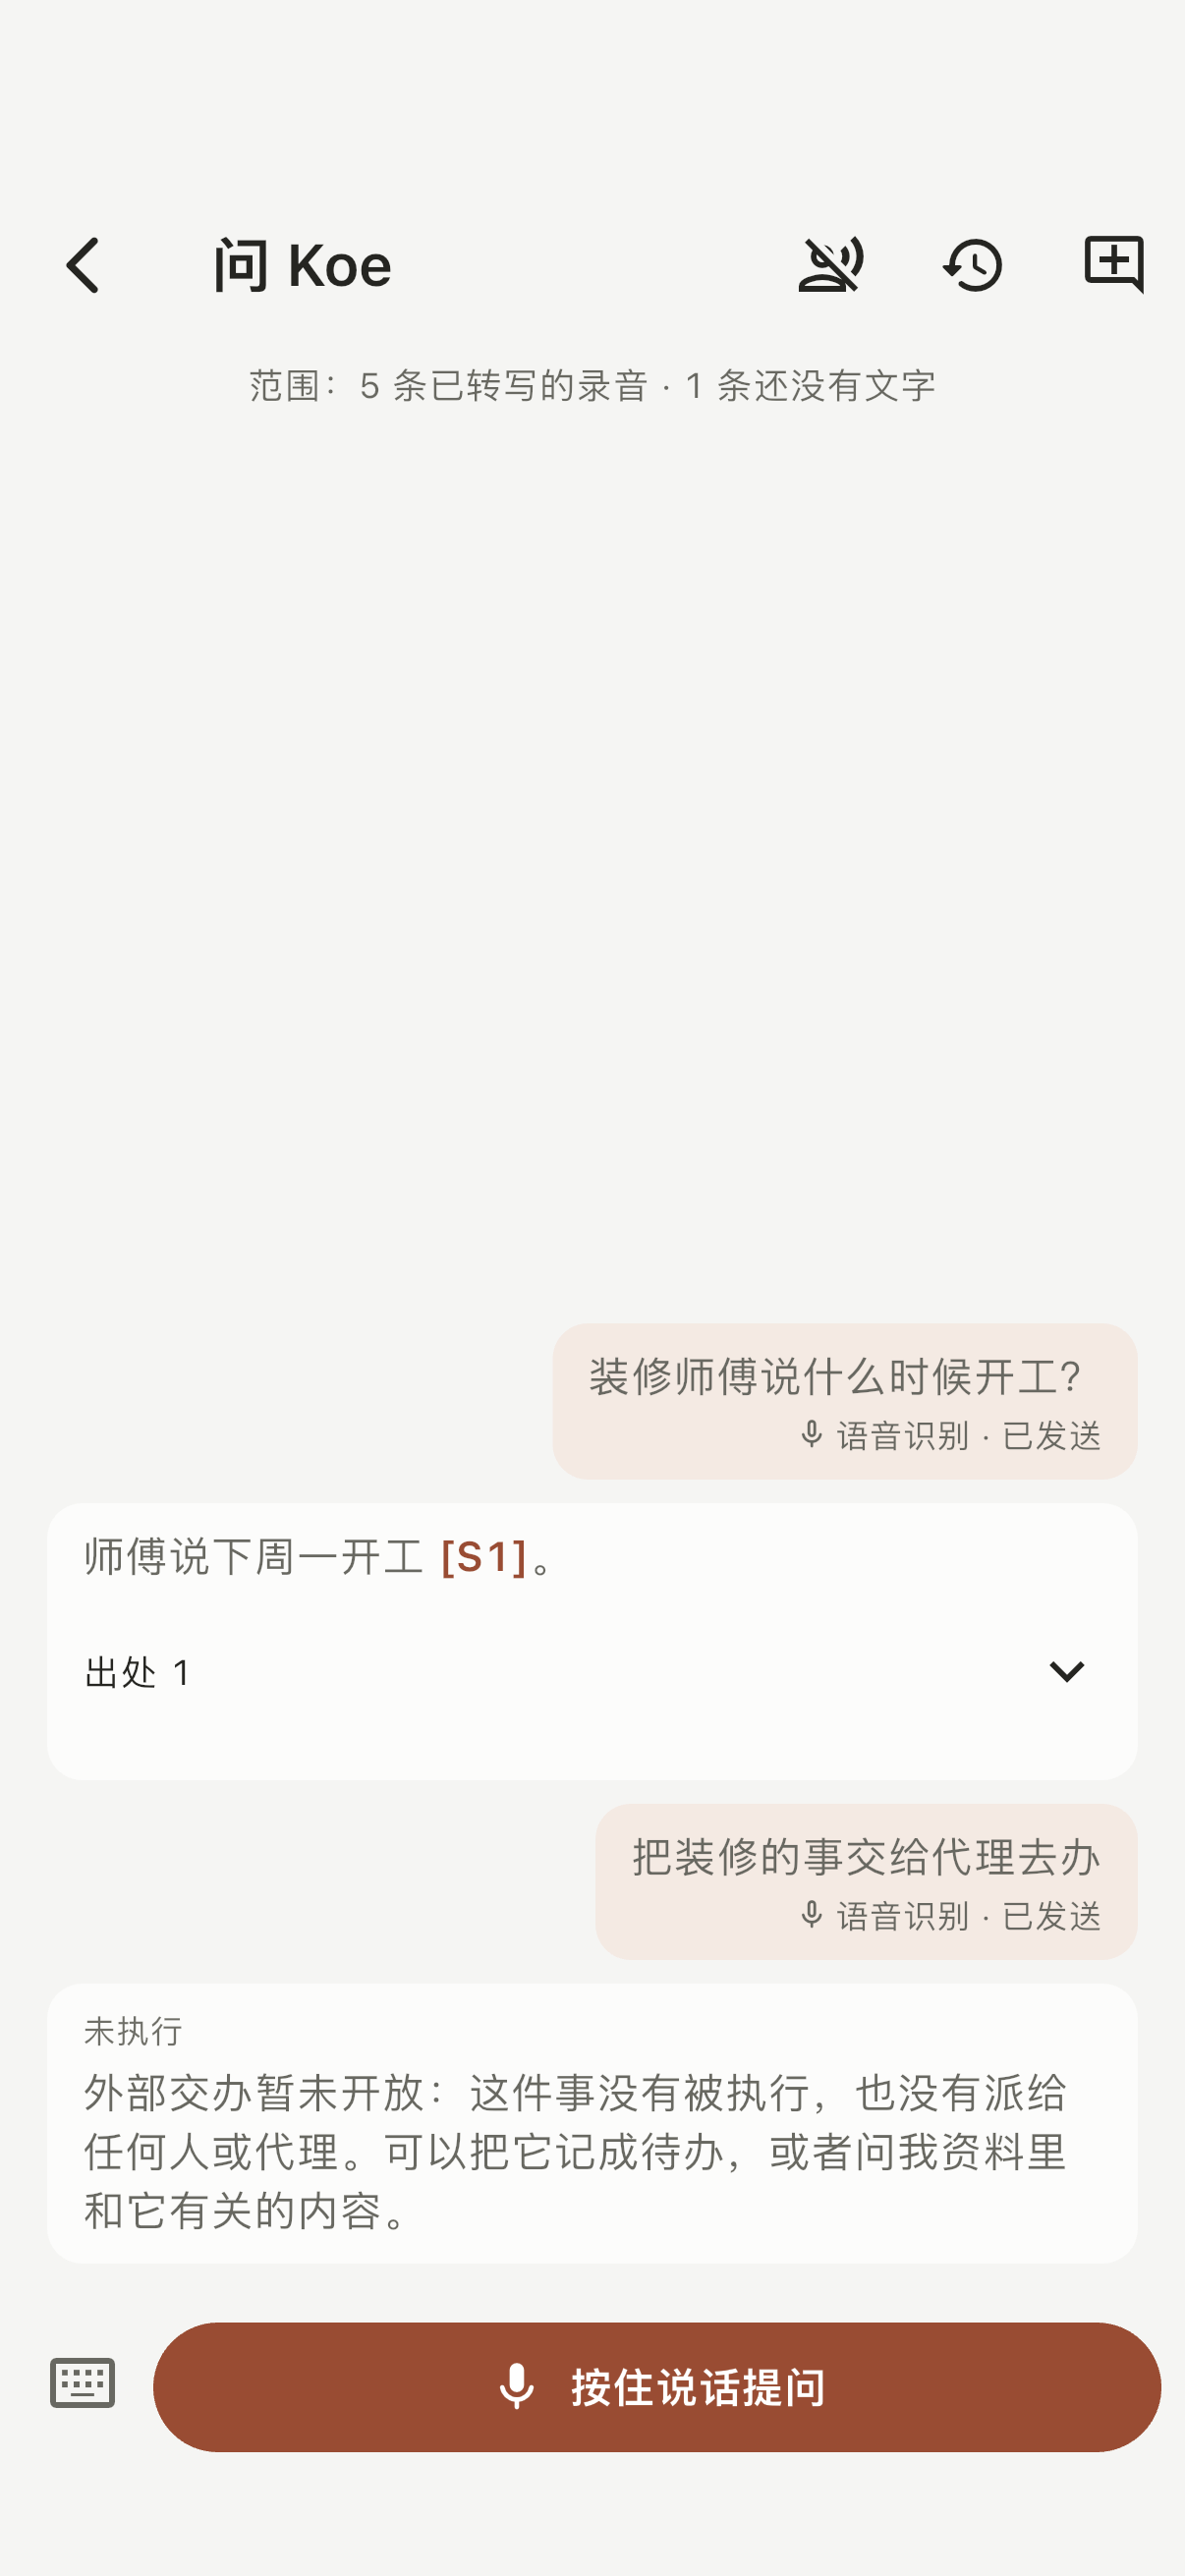 问 Koe
范围：5 条已转写的录音 · 1 条还没有文字
装修师傅说什么时候开工?
语音识别 · 已发送
师傅说下周一开工 [S1]。
出处 1
把装修的事交给代理去办
语音识别 · 已发送
未执行
外部交办暂未开放：这件事没有被执行，也没有派给
任何人或代理。可以把它记成待办，或者问我资料里
和它有关的内容。
按住说话提问